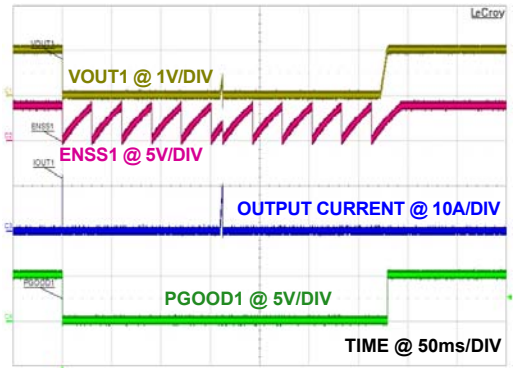 LeCroy
VOUT1
VOUT1 @ 1V/DIV
ENSS1
ENSS1 @ 5V/DIV
IOUT1
OUTPUT CURRENT @ 10A/DIV
PGOOD1
PGOOD1 @ 5V/DIV
TIME @ 50ms/DIV